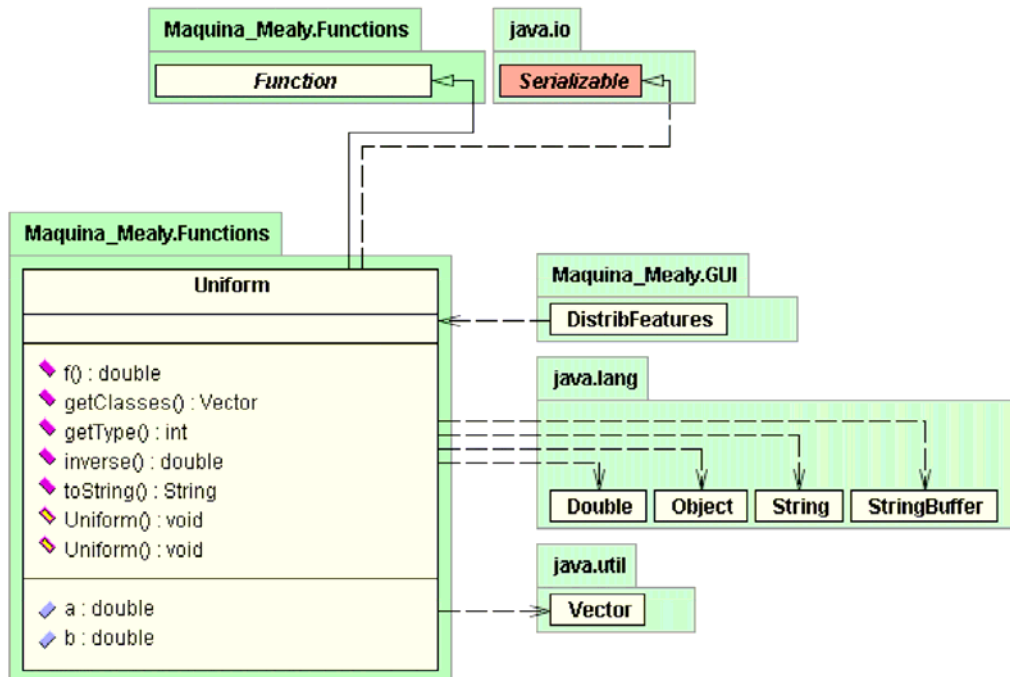 Maquina_Mealy.Functions
Function
java.io
Serializable
Maquina_Mealy.Functions
Uniform
f() : double
getClasses() : Vector
getType() : int
inverse() : double
toString() : String
Uniform() : void
Uniform() : void
a : double
b : double
Maquina_Mealy.GUI
DistribFeatures
java.lang
Double
Object
String
StringBuffer
java.util
Vector